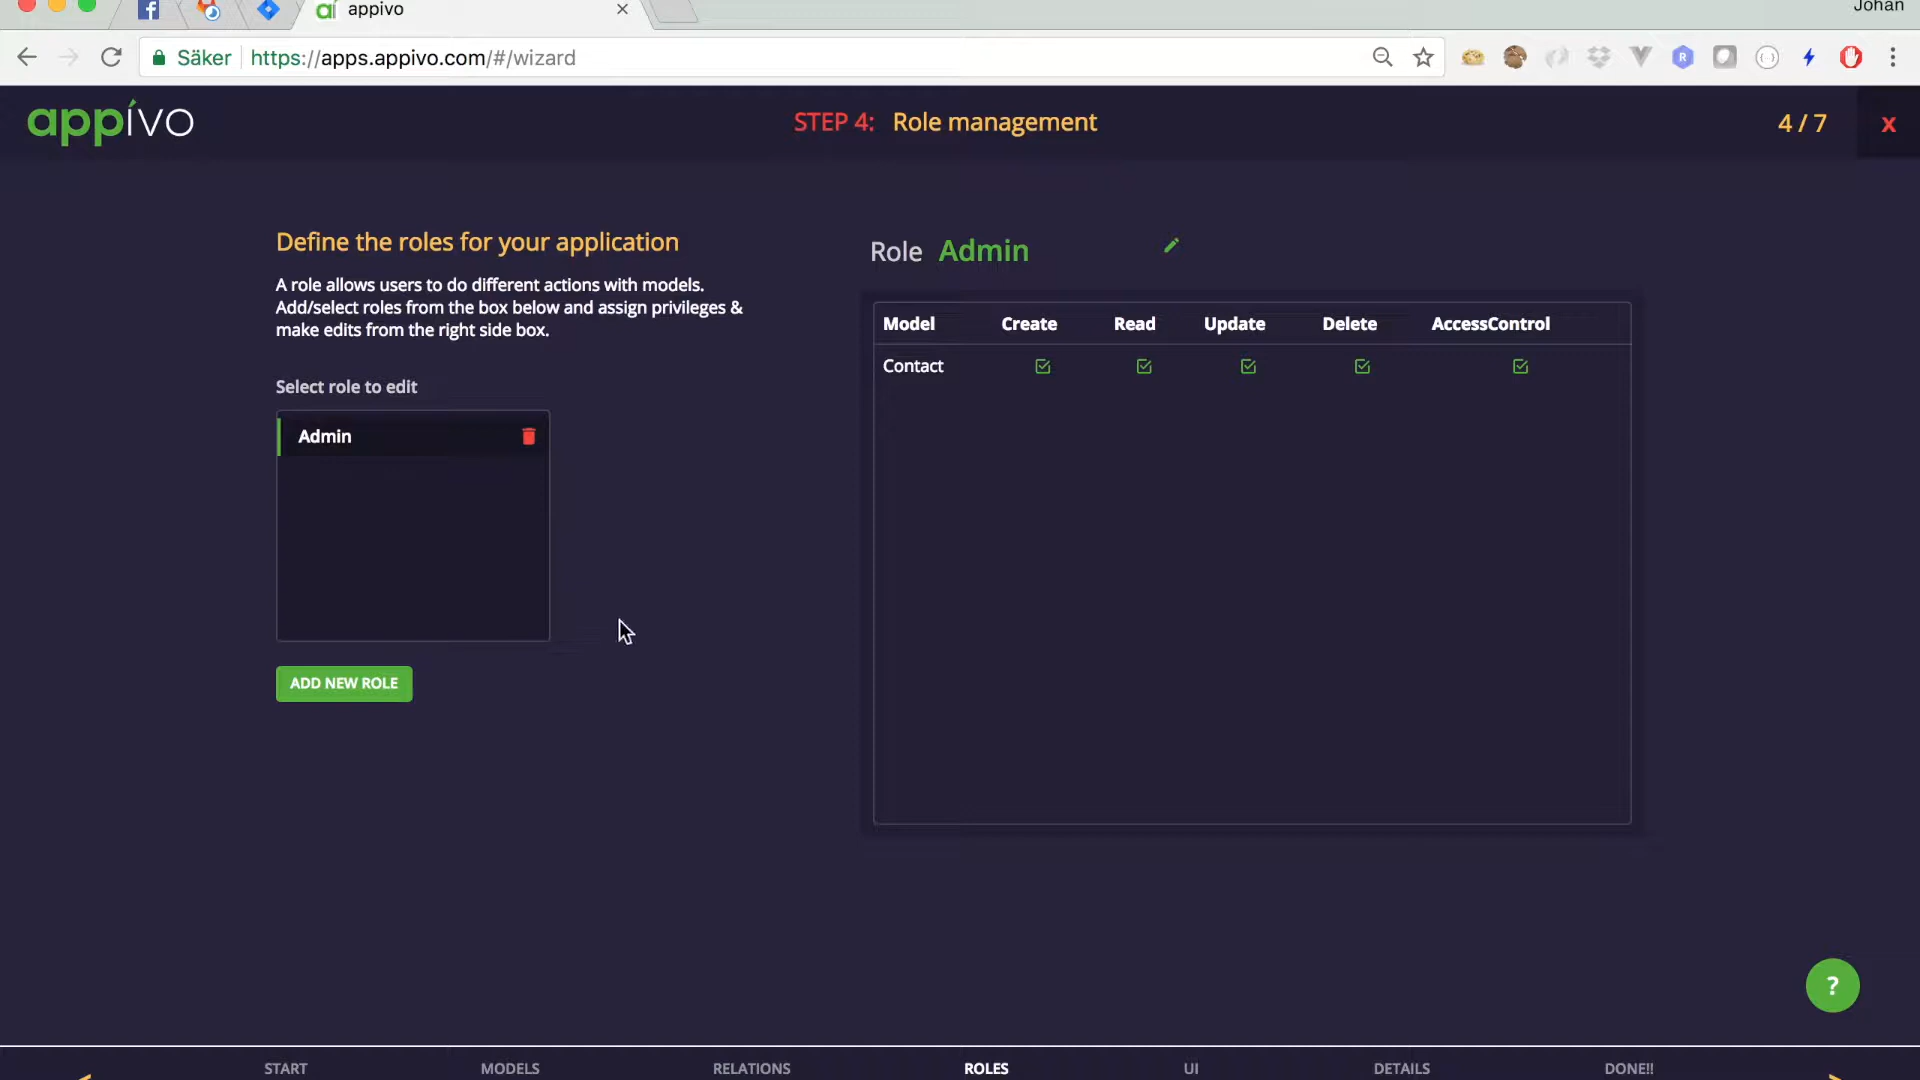 Johan
appivo
Säker https://apps.appivo.com/#/wizard
appívo
STEP 4: Role management
4 / 7
x
Define the roles for your application
A role allows users to do different actions with models.
Add/select roles from the box below and assign privileges &
make edits from the right side box.
Select role to edit
Admin
ADD NEW ROLE
Role Admin
Model Create Read Update Delete AccessControl
Contact
?
START MODELS RELATIONS ROLES UI DETAILS DONE!!